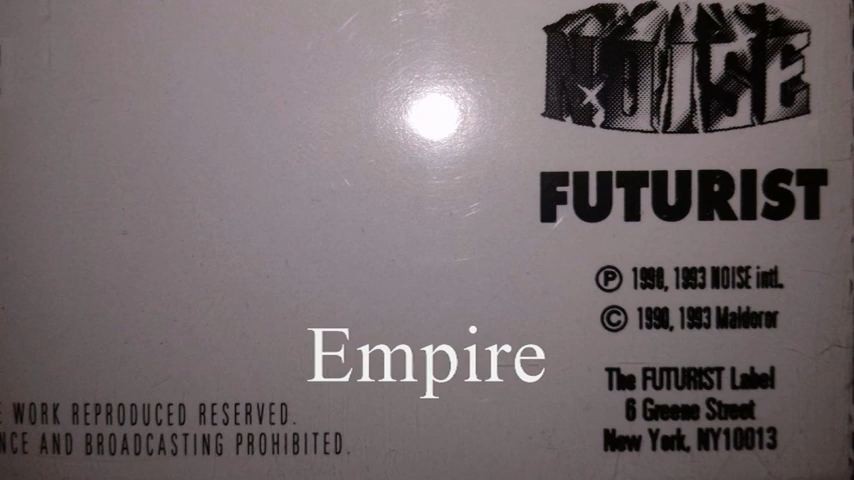 NOISE
FUTURIST
Ⓟ 1990, 1993 NOISE intl.
© 1990, 1993 Maldoror
Empire
The FUTURIST Label
6 Greene Street
New York, NY10013
E WORK REPRODUCED RESERVED.
NCE AND BROADCASTING PROHIBITED.